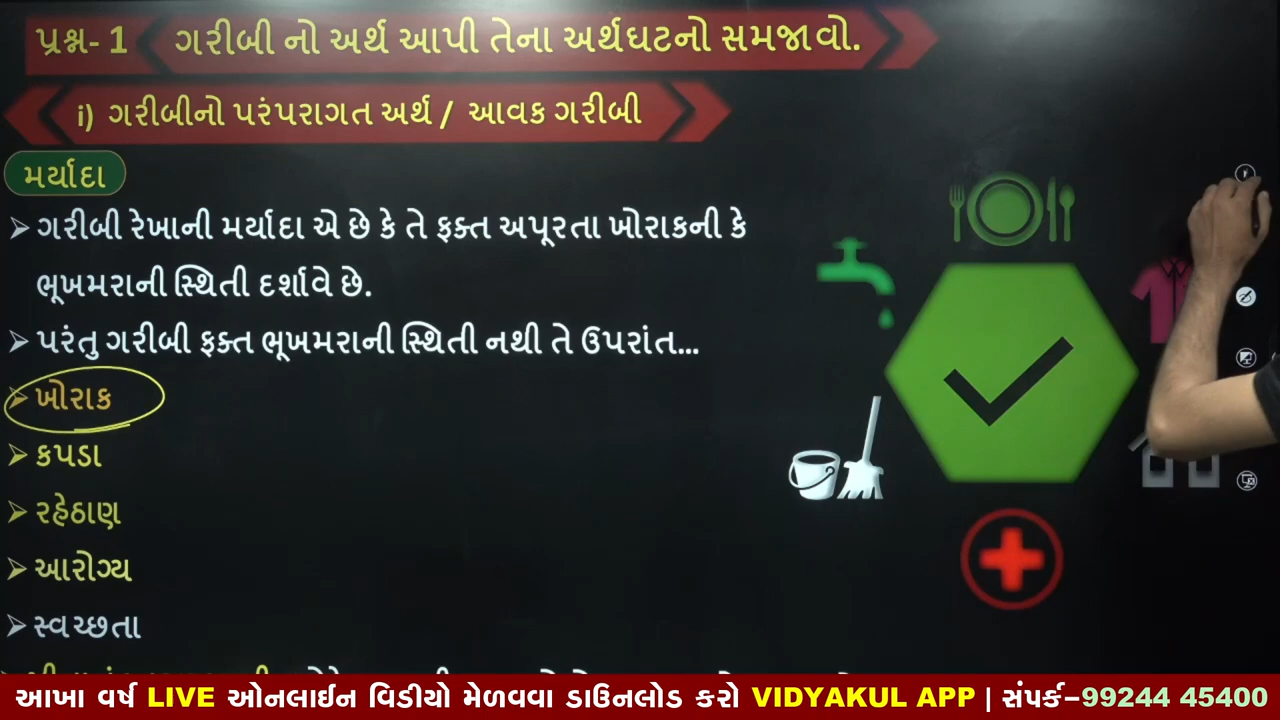 પ્રશ્ન- 1 ગરીબી નો અર્થ આપી તેના અર્થઘટનો સમજાવો.
i) ગરીબીનો પરંપરાગત અર્થ / આવક ગરીબી
મર્યાદા
➢ ગરીબી રેખાની મર્યાદા એ છે કે તે ફક્ત અપૂરતા ખોરાકની કે
ભૂખમરાની સ્થિતી દર્શાવે છે.
➢ પરંતુ ગરીબી ફક્ત ભૂખમરાની સ્થિતી નથી તે ઉપરાંત...
➢ ખોરાક
➢ કપડા
➢ રહેઠાણ
➢ આરોગ્ય
➢ સ્વચ્છતા
આખા વર્ષ LIVE ઓનલાઈન વિડીયો મેળવવા ડાઉનલોડ કરો VIDYAKUL APP | સંપર્ક-99244 45400